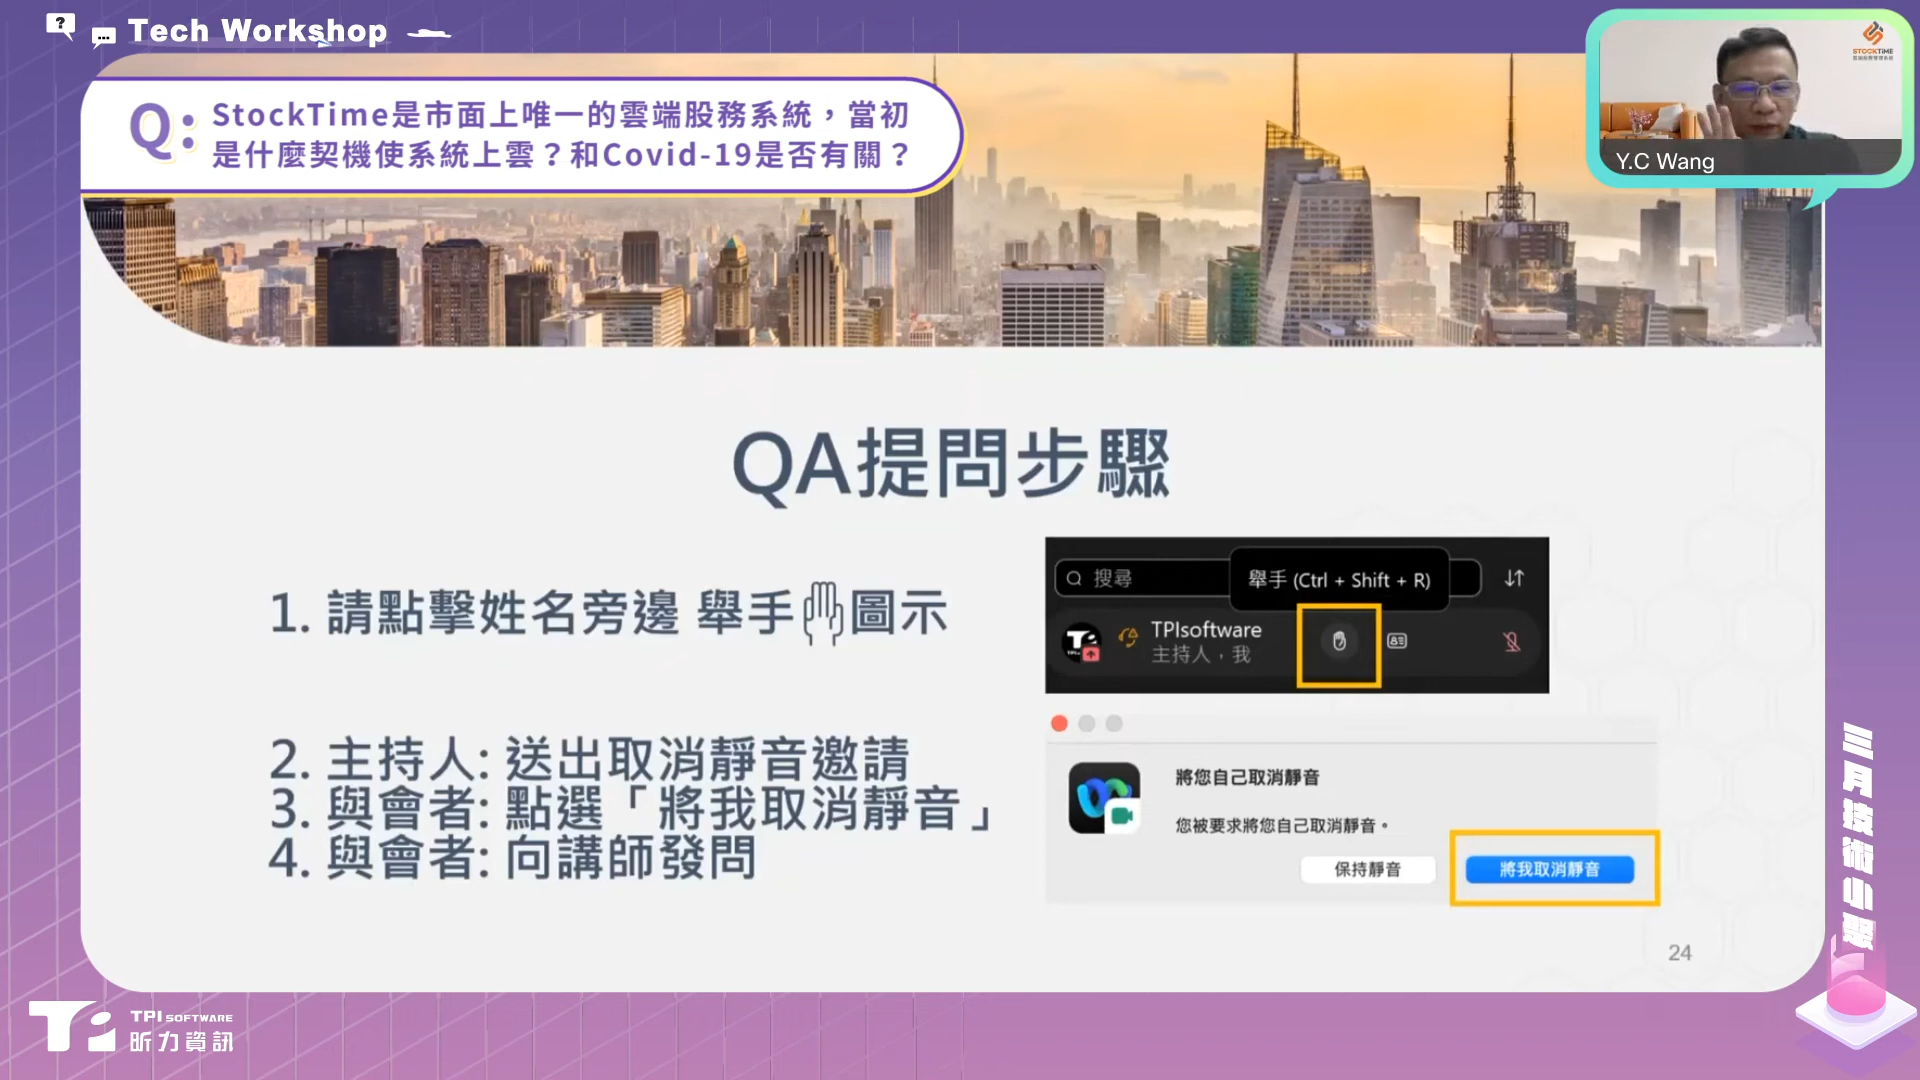 ?
...
Tech Workshop
Q:
StockTime是市面上唯一的雲端股務系統，當初
是什麼契機使系統上雲？和Covid-19是否有關？
STOCKTIME
Y.C Wang
QA提問步驟
1. 請點擊姓名旁邊 舉手圖示
2. 主持人: 送出取消靜音邀請
3. 與會者: 點選「將我取消靜音」
4. 與會者: 向講師發問
搜尋
舉手 (Ctrl + Shift + R)
TPIsoftware
主持人，我
將您自己取消靜音
您被要求將您自己取消靜音。
保持靜音
將我取消靜音
24
三月技術小聚
TPI SOFTWARE
昕力資訊